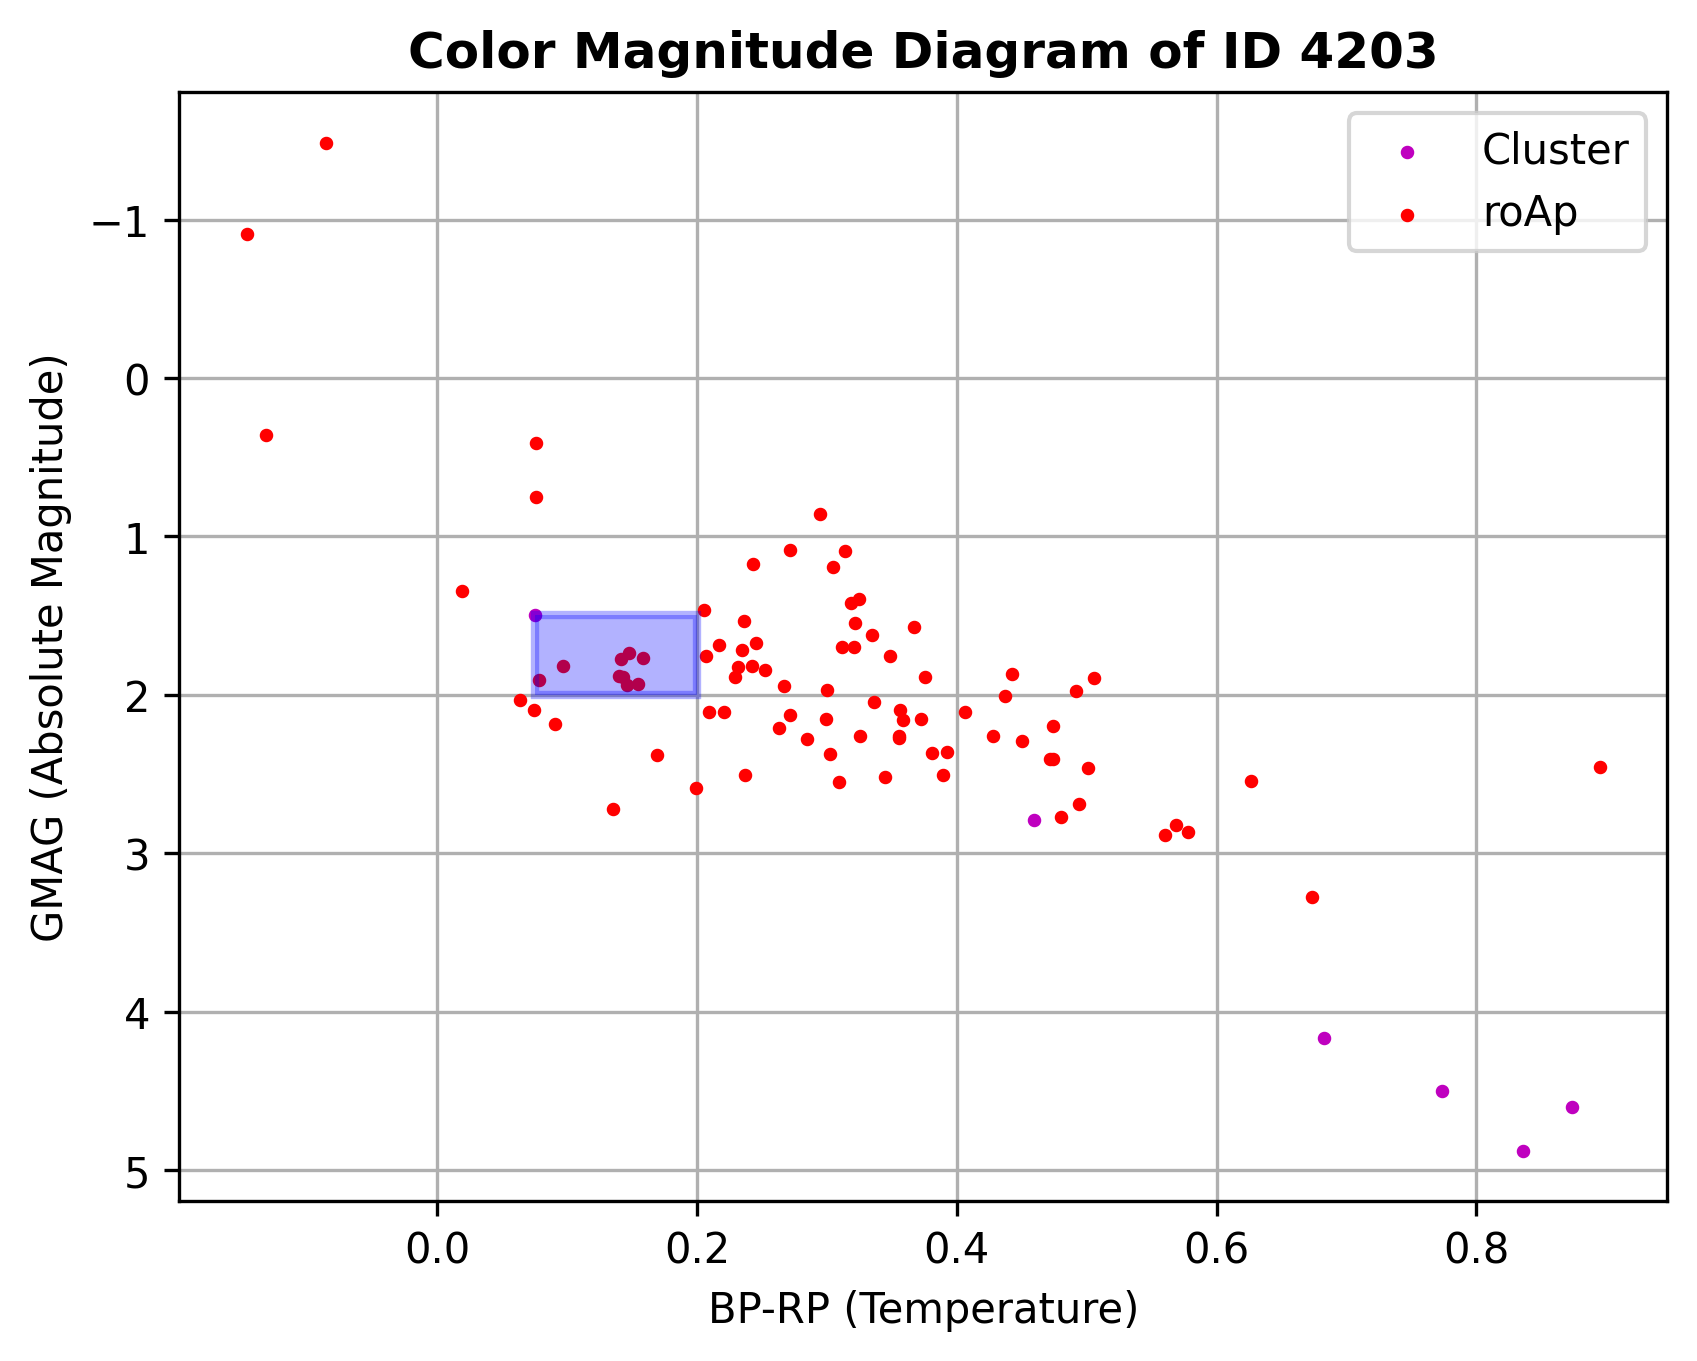 Color Magnitude Diagram of ID 4203
Cluster
roAp
GMAG (Absolute Magnitude)
−1
0
1
2
3
4
5
0.0 0.2 0.4 0.6 0.8
BP-RP (Temperature)